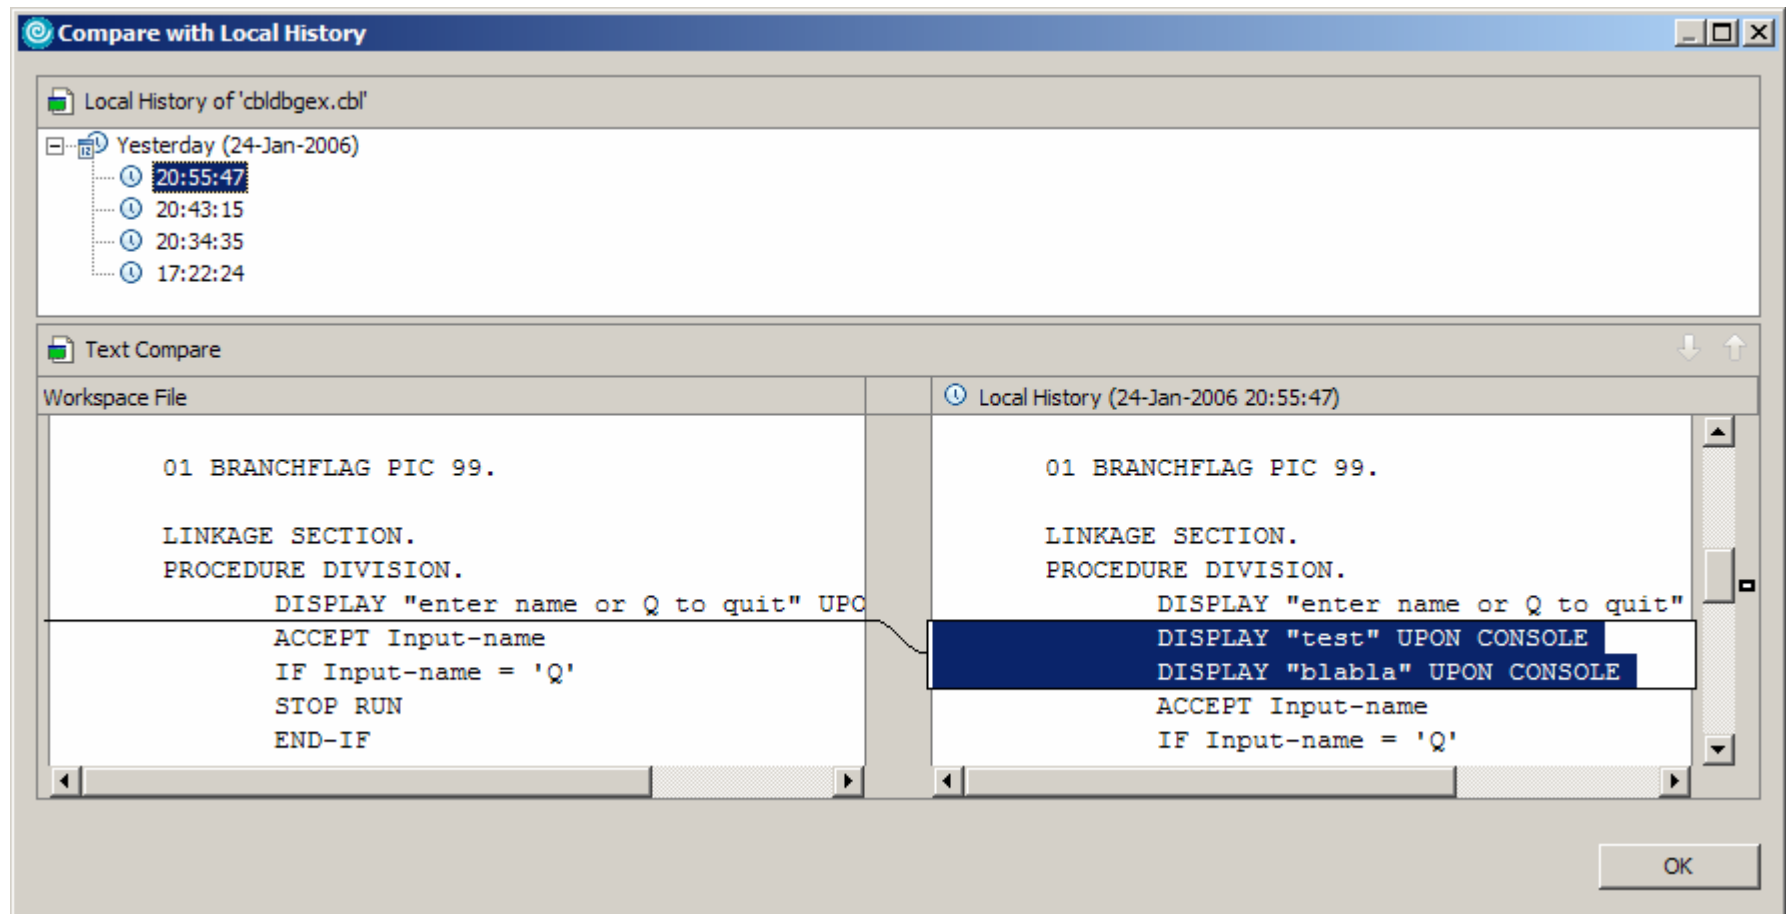 Compare with Local History
Local History of 'cbldbgex.cbl'
Yesterday (24-Jan-2006)
20:55:47
20:43:15
20:34:35
17:22:24
Text Compare
Workspace File
01 BRANCHFLAG PIC 99.
LINKAGE SECTION.
PROCEDURE DIVISION.
DISPLAY "enter name or Q to quit" UPO
ACCEPT Input-name
IF Input-name = 'Q'
STOP RUN
END-IF
Local History (24-Jan-2006 20:55:47)
01 BRANCHFLAG PIC 99.
LINKAGE SECTION.
PROCEDURE DIVISION.
DISPLAY "enter name or Q to quit"
DISPLAY "test" UPON CONSOLE
DISPLAY "blabla" UPON CONSOLE
ACCEPT Input-name
IF Input-name = 'Q'
OK